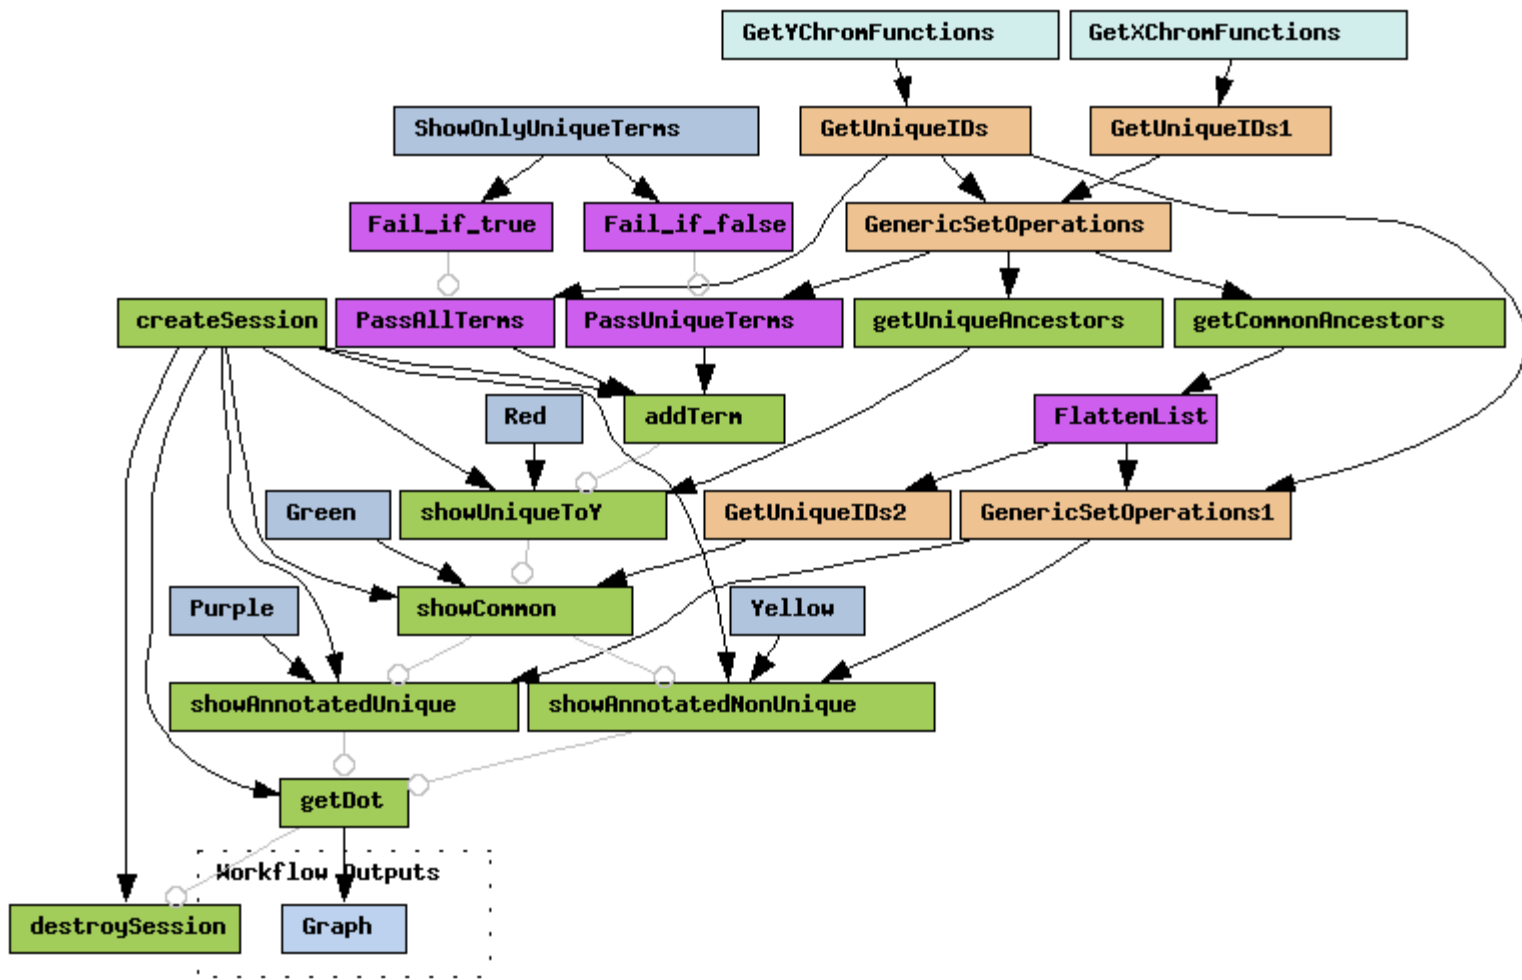 GetYChromFunctions
GetXChromFunctions
ShowOnlyUniqueTerms
GetUniqueIDs
GetUniqueIDs1
Fail_if_true
Fail_if_false
GenericSetOperations
createSession
PassAllTerms
PassUniqueTerms
getUniqueAncestors
getCommonAncestors
Red
addTerm
FlattenList
Green
showUniqueToY
GetUniqueIDs2
GenericSetOperations1
Purple
showCommon
Yellow
showAnnotatedUnique
showAnnotatedNonUnique
getDot
Workflow Outputs
destroySession
Graph